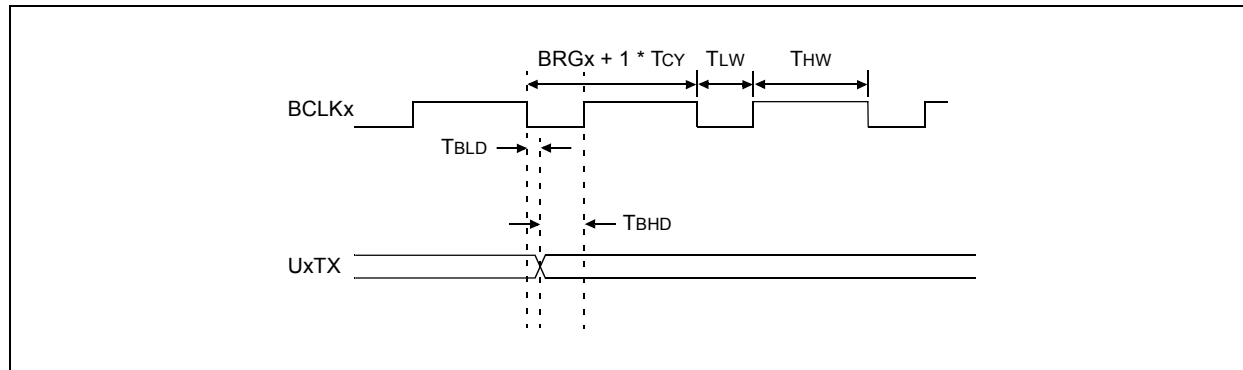 BRGx + 1 * TCY TLW THW
BCLKx
TBLD
TBHD
UxTX